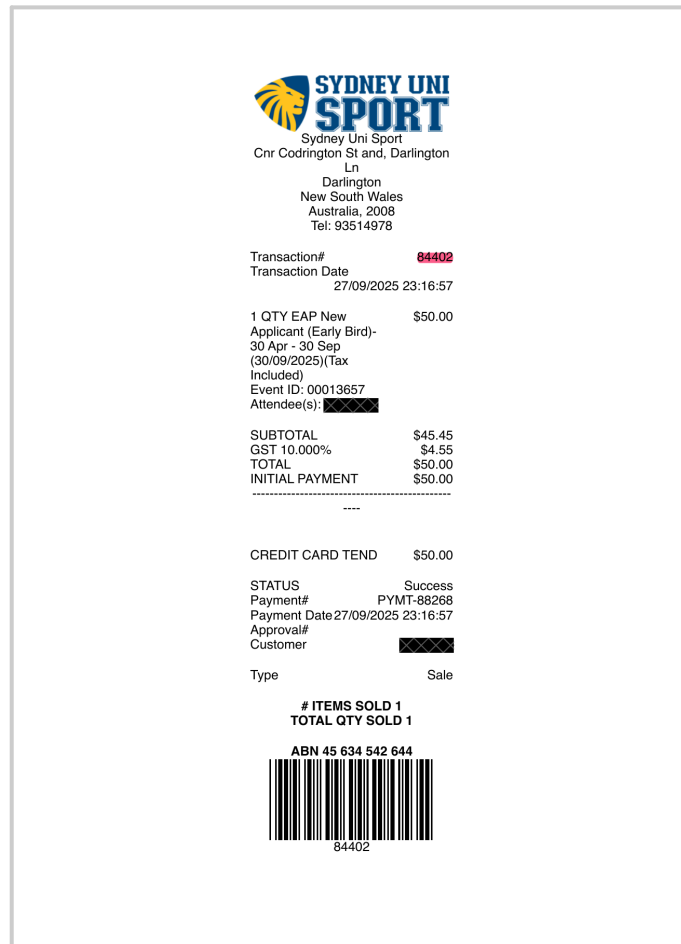 SYDNEY UNI
SPORT
Sydney Uni Sport
Cnr Codrington St and, Darlington
Ln
Darlington
New South Wales
Australia, 2008
Tel: 93514978
Transaction# 84402
Transaction Date
27/09/2025 23:16:57
1 QTY EAP New $50.00
Applicant (Early Bird)-
30 Apr - 30 Sep
(30/09/2025)(Tax
Included)
Event ID: 00013657
Attendee(s):
SUBTOTAL $45.45
GST 10.000% $4.55
TOTAL $50.00
INITIAL PAYMENT $50.00
----------------------------------------------
----
CREDIT CARD TEND $50.00
STATUS Success
Payment# PYMT-88268
Payment Date 27/09/2025 23:16:57
Approval#
Customer
Type Sale
# ITEMS SOLD 1
TOTAL QTY SOLD 1
ABN 45 634 542 644
84402